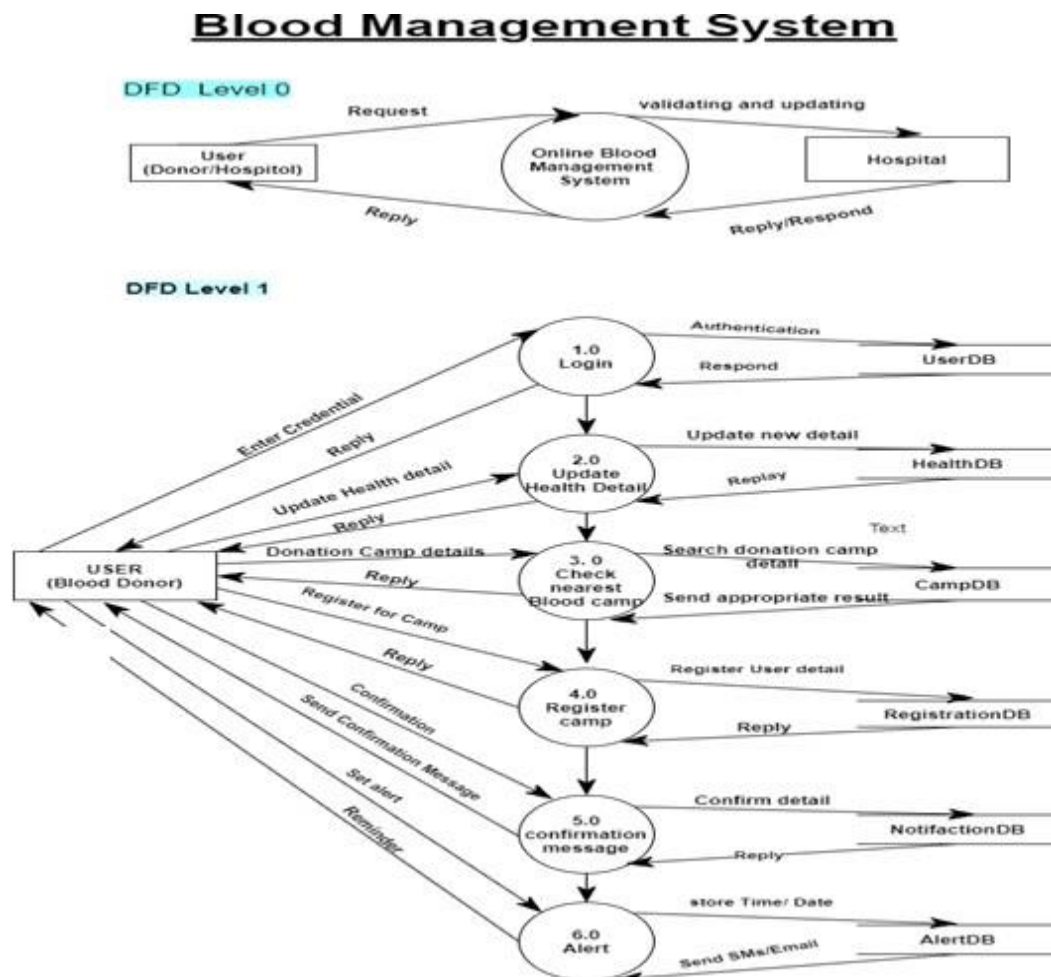 Blood Management System
DFD Level 0
Request
validating and updating
User
(Donor/Hospitol)
Online Blood
Management
System
Hospital
Reply
Reply/Respond
DFD Level 1
1.0
Login
Authentication
UserDB
Respond
Enter Credential
Reply
2.0
Update
Health Detail
Update new detail
HealthDB
Replay
Update Health detail
Reply
Text
USER
(Blood Donor)
Donation Camp details
3. 0
Check
nearest
Blood camp
Search donation camp
detail
CampDB
Reply
Send appropriate result
Register for Camp
Reply
4.0
Register
camp
Register User detail
RegistrationDB
Reply
Confirmation
Send Confirmation Message
5.0
confirmation
message
Confirm detail
NotifactionDB
Reply
Set alert
Reminder
6.0
Alert
store Time/ Date
AlertDB
Send SMs/Email